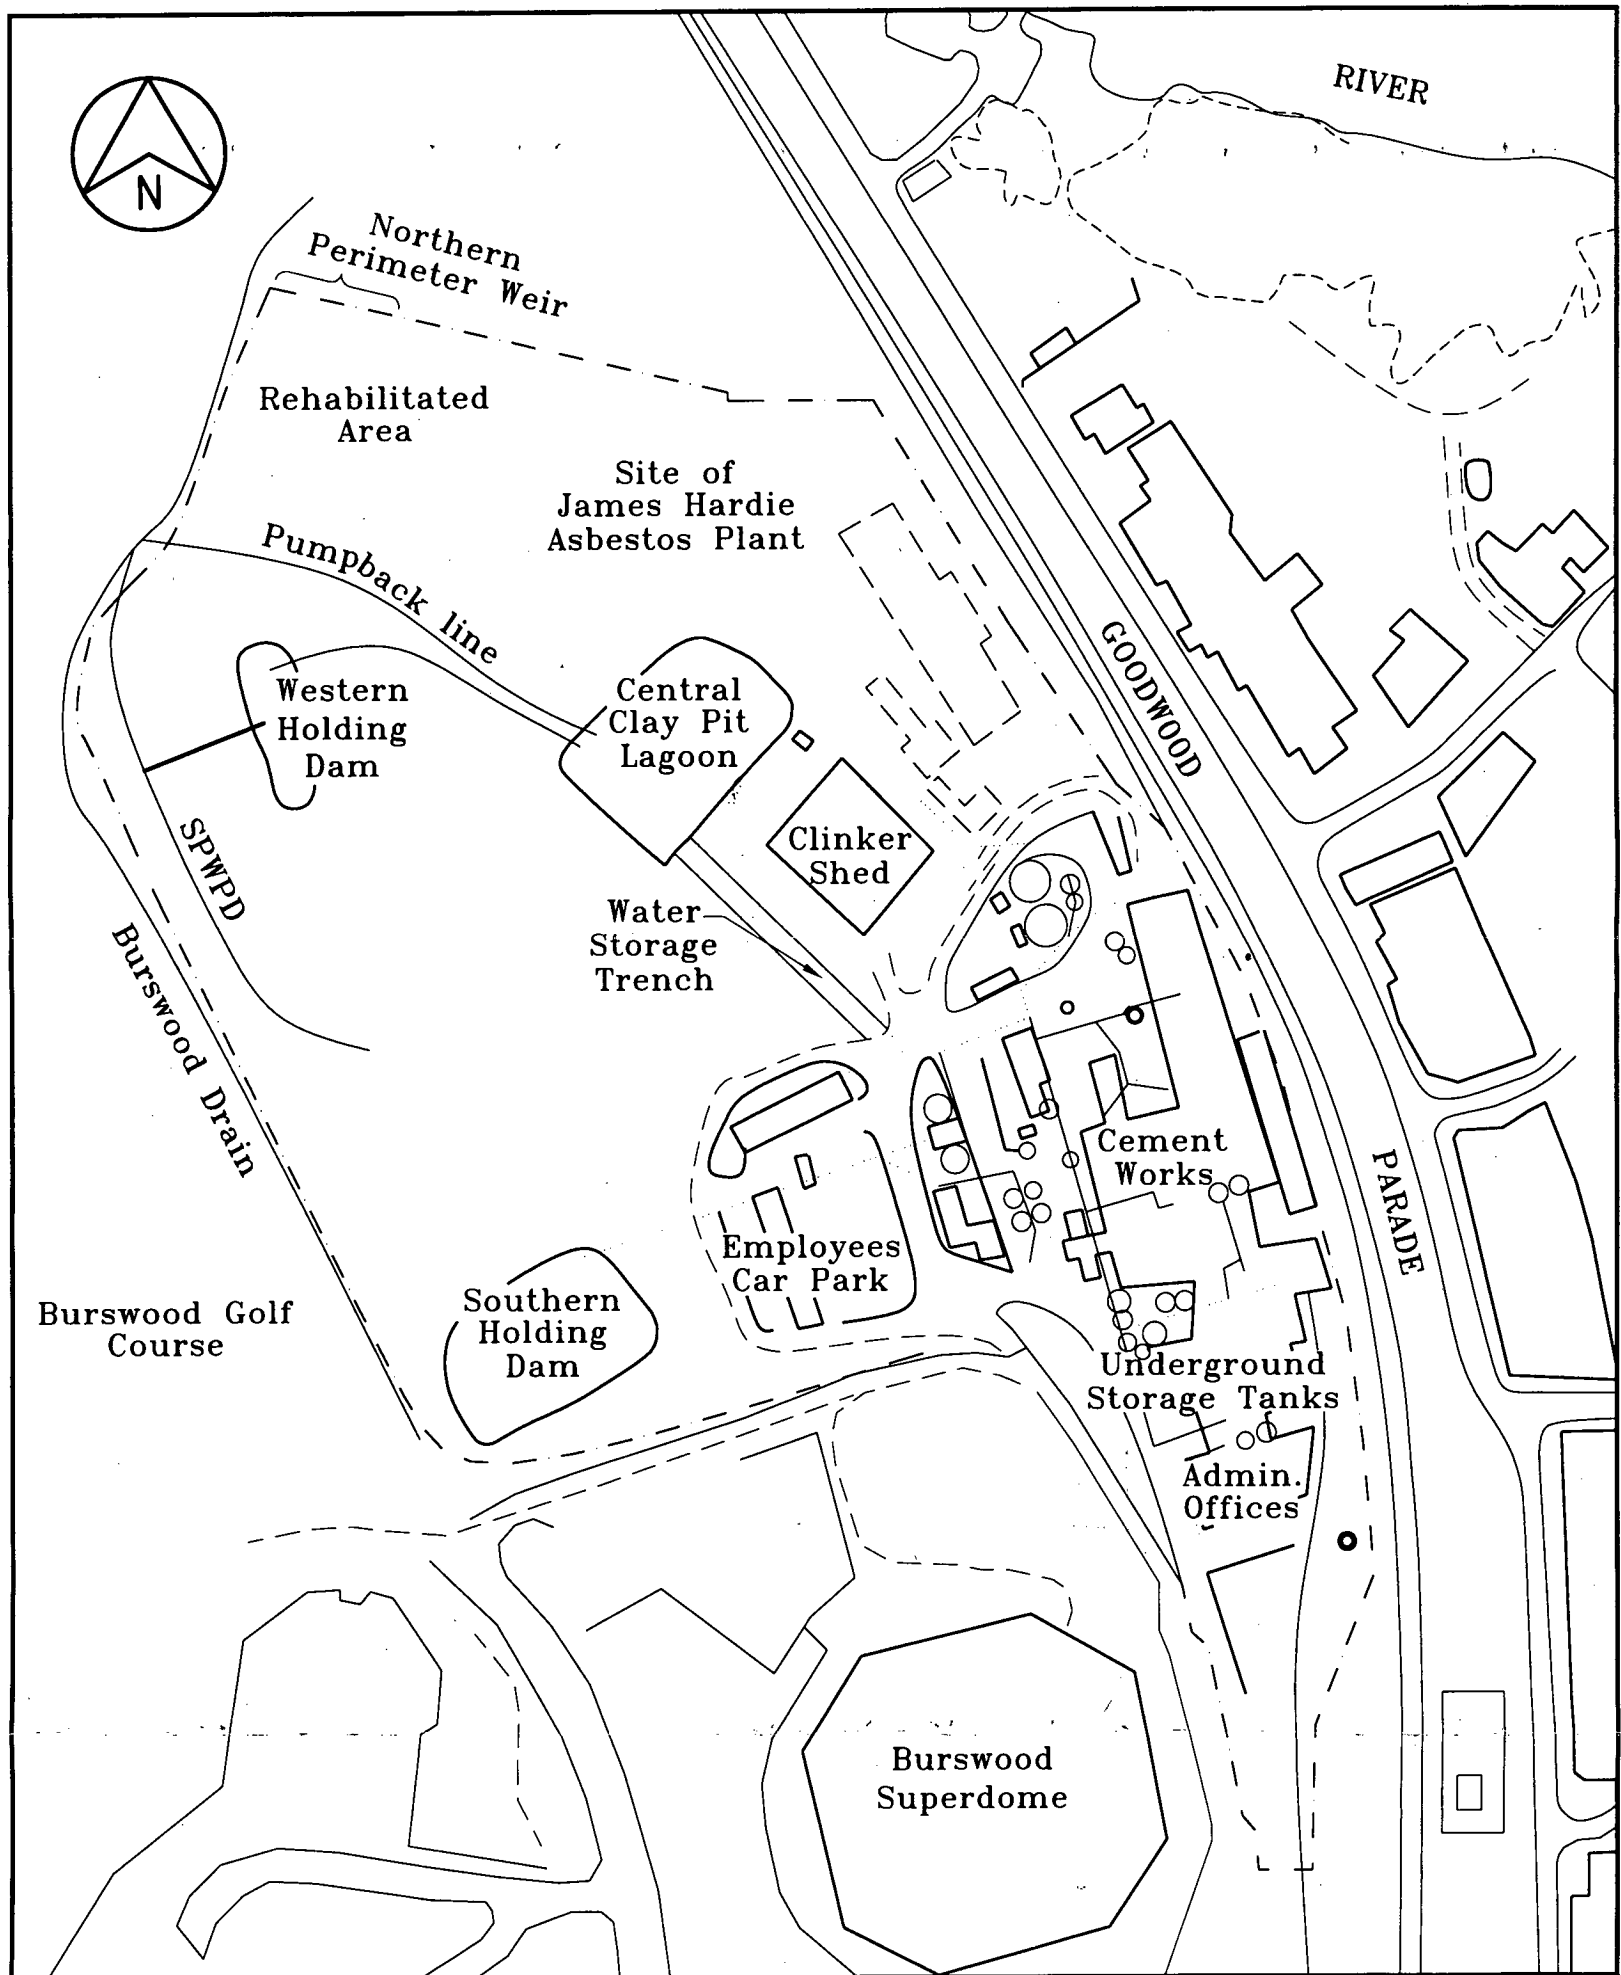 RIVER
N
Northern
Perimeter Weir
Rehabilitated
Area
Site of
James Hardie
Asbestos Plant
Pumpback line
GOODWOOD
Western
Holding
Dam
Central
Clay Pit
Lagoon
SPWPD
Clinker
Shed
Water
Storage
Trench
Burswood Drain
Cement
Works
PARADE
Employees
Car Park
Burswood Golf
Course
Southern
Holding
Dam
Underground
Storage Tanks
Admin.
Offices
Burswood
Superdome